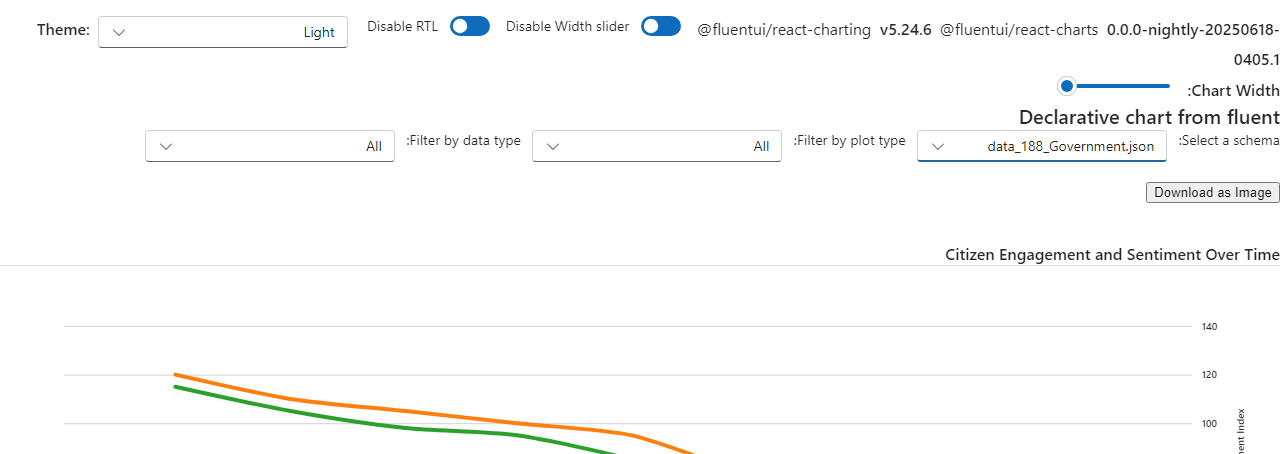 Theme: Light Disable RTL Disable Width slider @fluentui/react-charting v5.24.6 @fluentui/react-charts 0.0.0-nightly-20250618-
0405.1
:Chart Width
Declarative chart from fluent
:Select a schema data_188_Government.json :Filter by plot type All :Filter by data type All
Download as Image
Citizen Engagement and Sentiment Over Time
140
120
100
Index